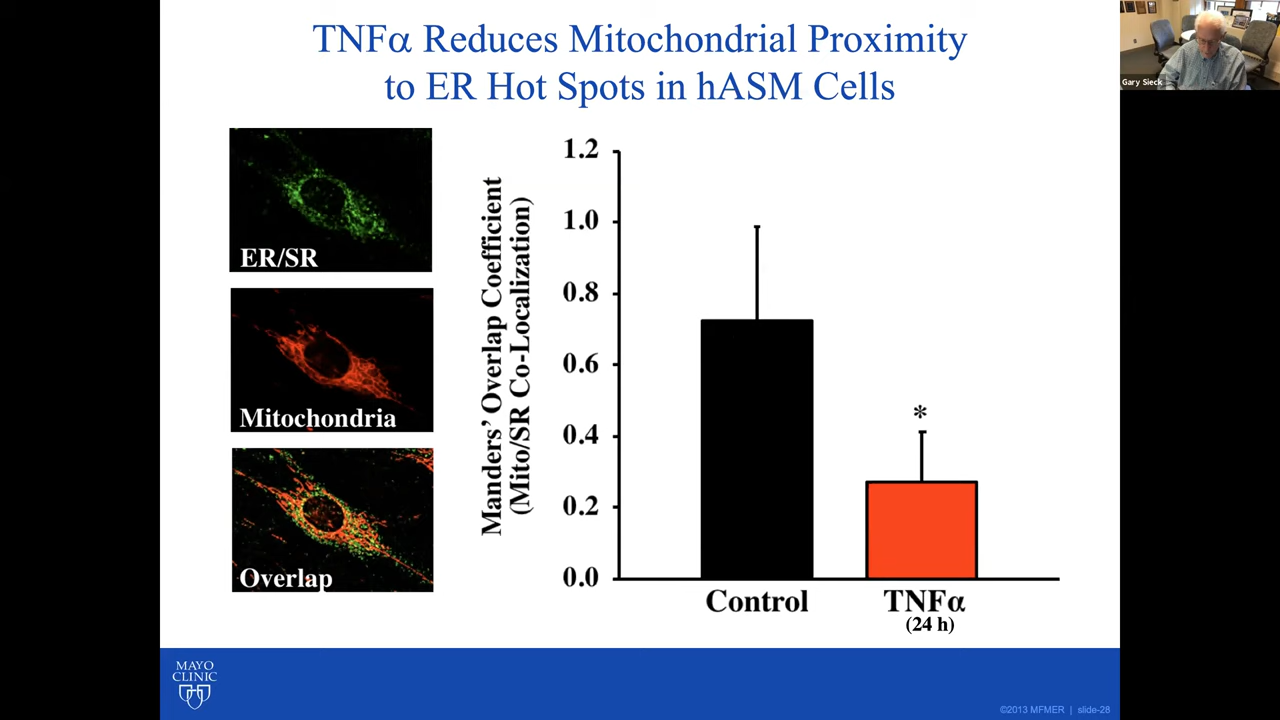 TNFα Reduces Mitochondrial Proximity
to ER Hot Spots in hASM Cells
Gary Sieck
ER/SR
Mitochondria
Overlap
Manders' Overlap Coefficient
(Mito/SR Co-Localization)
1.2
1.0
0.8
0.6
0.4
0.2
0.0
*
Control
TNFα
(24 h)
MAYO
CLINIC
©2013 MFMER | slide-28